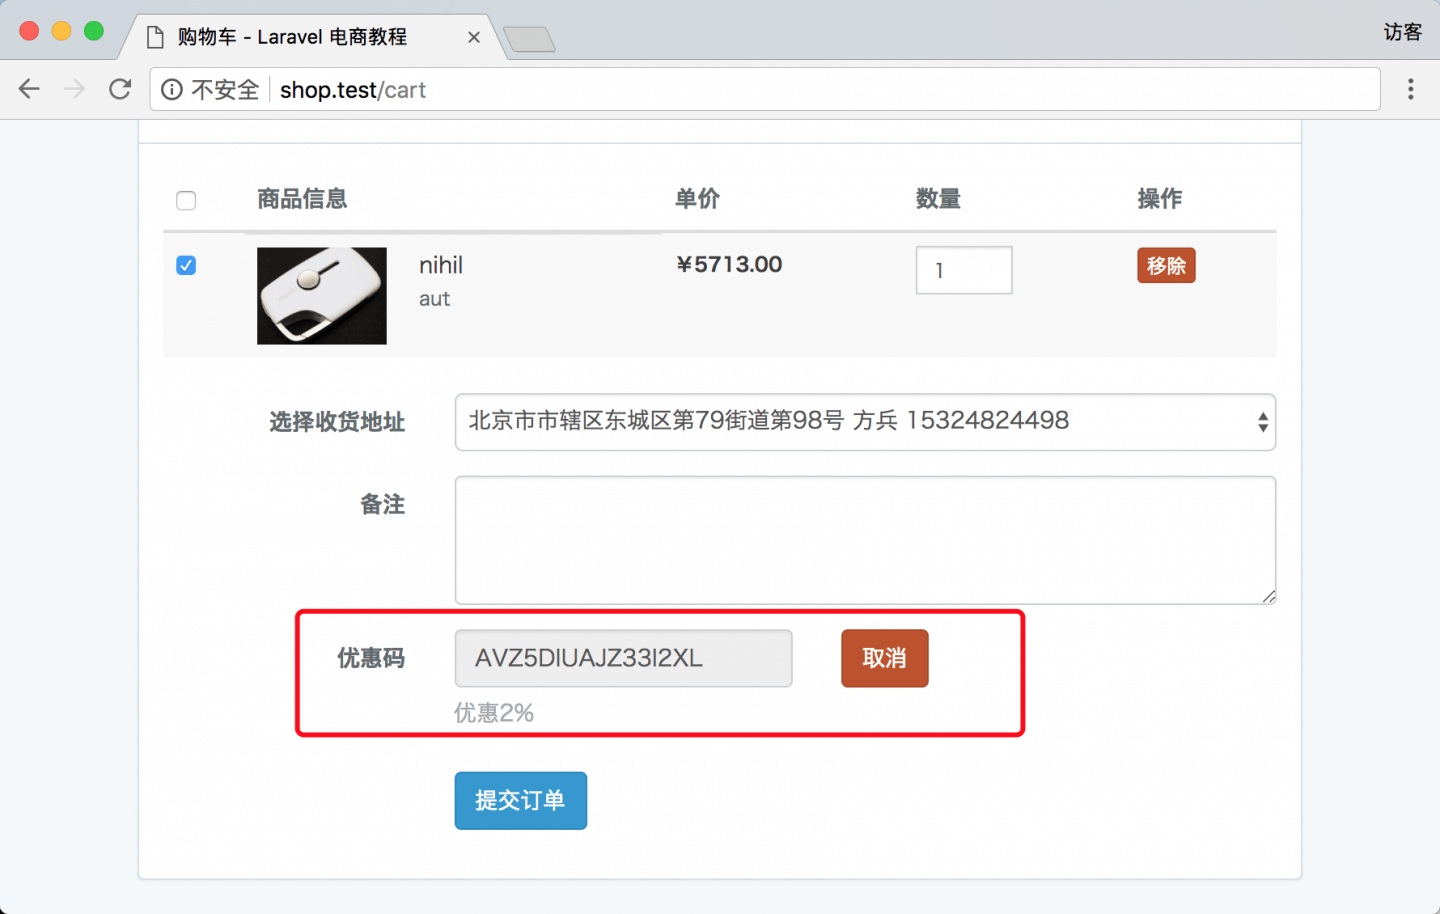 购物车 - Laravel 电商教程
访客
不安全 shop.test/cart
商品信息 单价 数量 操作
nihil ¥5713.00 1 移除
aut
选择收货地址 北京市市辖区东城区第79街道第98号 方兵 15324824498
备注
优惠码 AVZ5DIUAJZ33I2XL 取消
优惠2%
提交订单